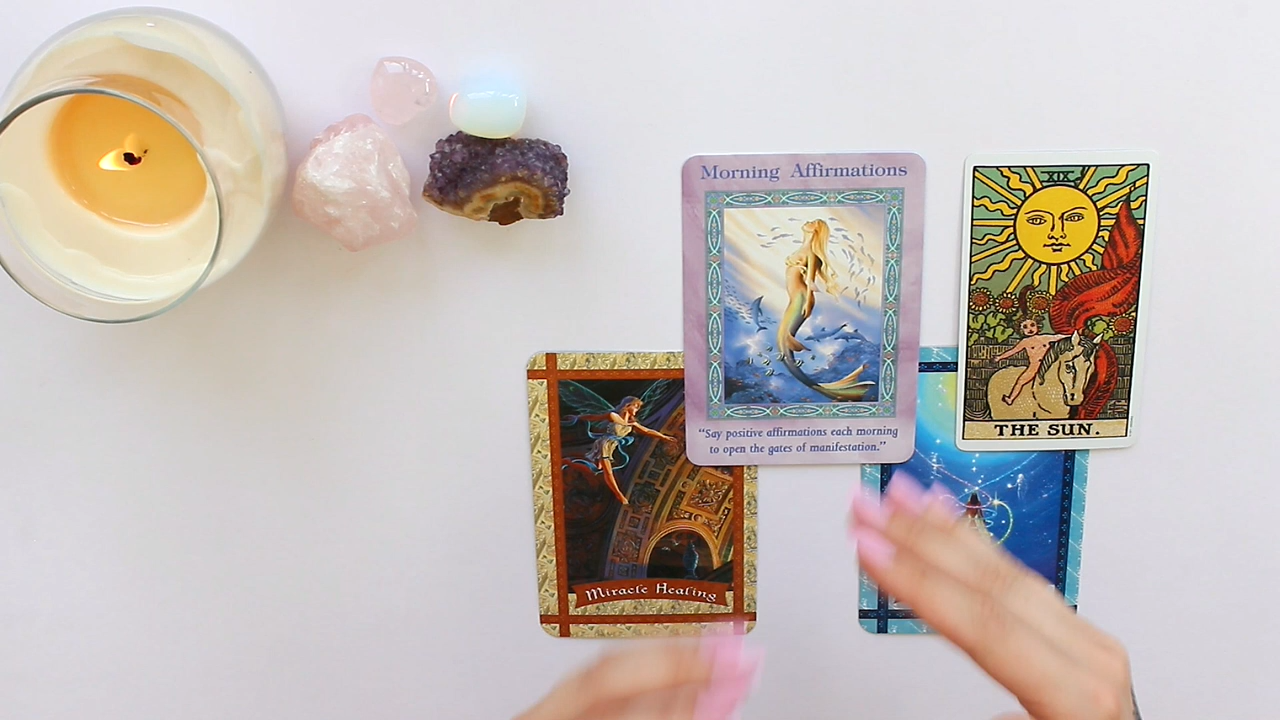 Morning Affirmations
"Say positive affirmations each morning
to open the gates of manifestation."
XIX
THE SUN.
Miracle Healing